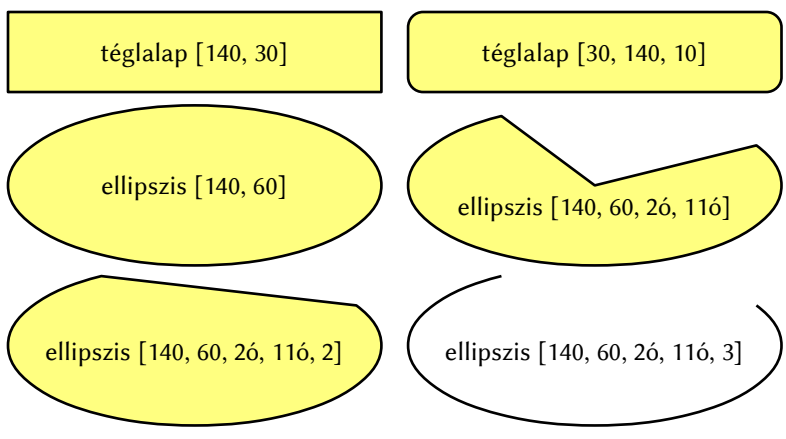 téglalap [140, 30]
téglalap [30, 140, 10]
ellipszis [140, 60]
ellipszis [140, 60, 2ó, 11ó]
ellipszis [140, 60, 2ó, 11ó, 2]
ellipszis [140, 60, 2ó, 11ó, 3]